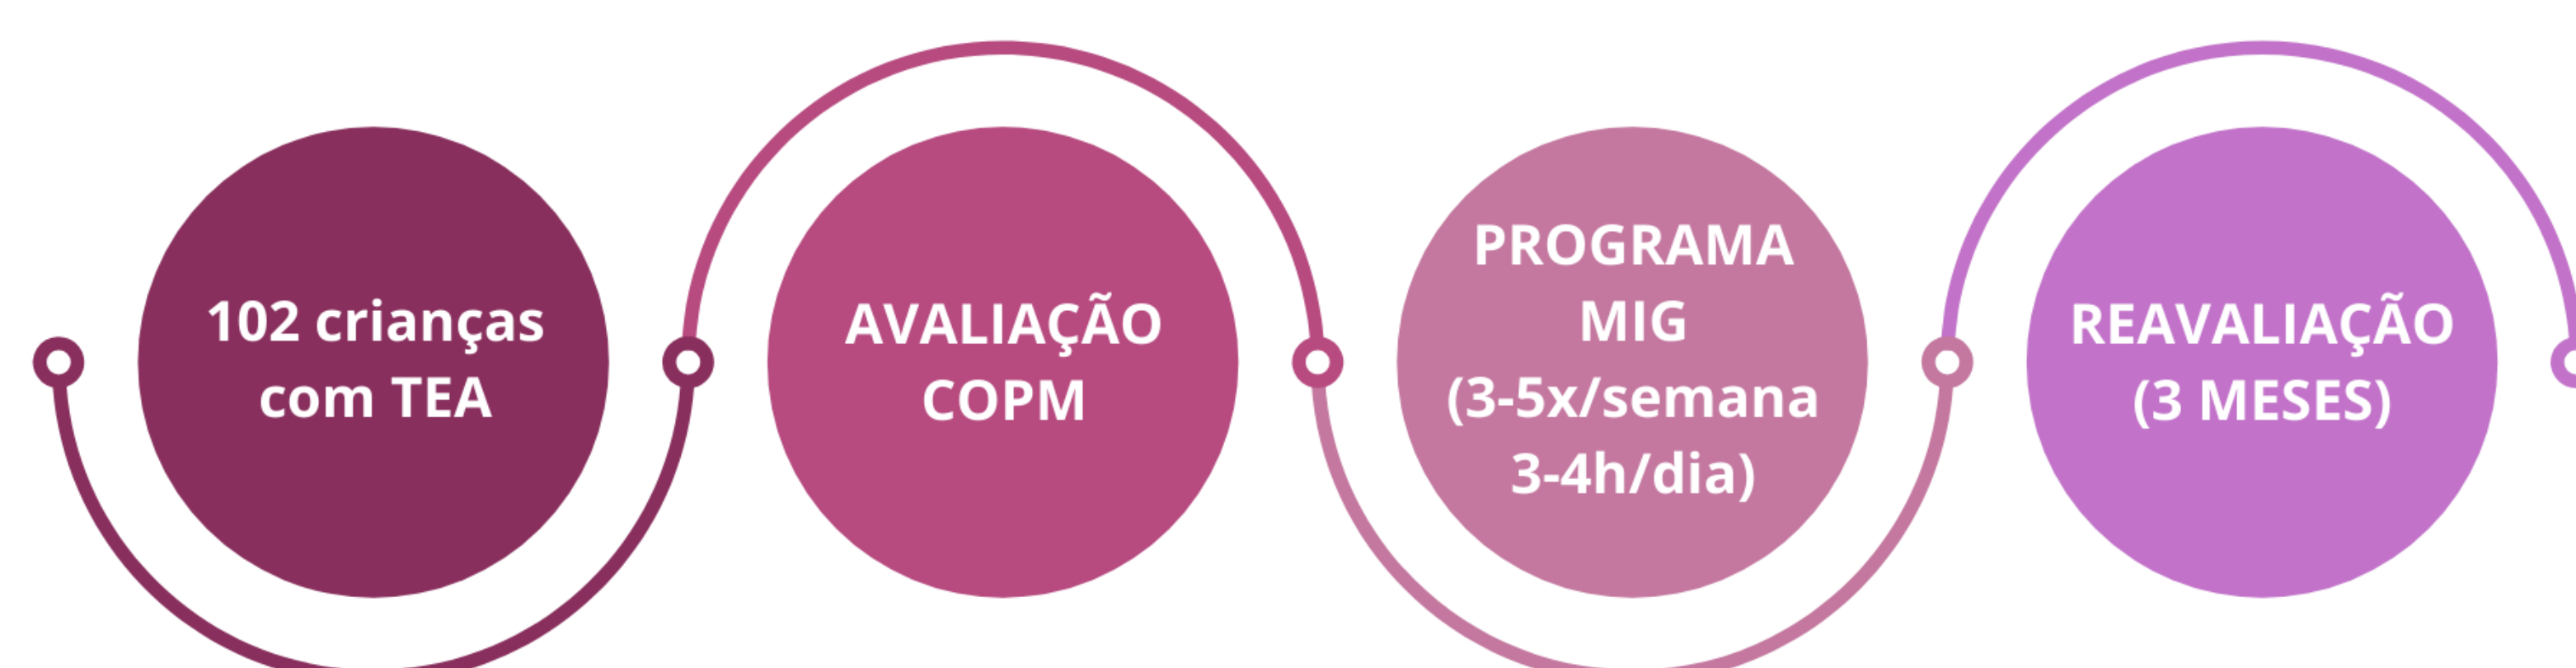 102 crianças
com TEA
AVALIAÇÃO
COPM
PROGRAMA
MIG
(3-5x/semana
3-4h/dia)
REAVALIAÇÃO
(3 MESES)